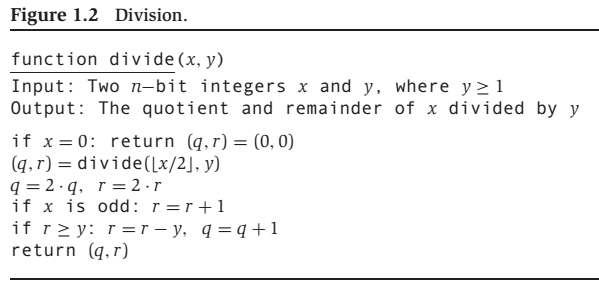 Figure 1.2 Division.
function divide(x, y)
Input: Two n-bit integers x and y, where y ≥ 1
Output: The quotient and remainder of x divided by y
if x = 0: return (q, r) = (0, 0)
(q, r) = divide(⌊x/2⌋, y)
q = 2 · q, r = 2 · r
if x is odd: r = r + 1
if r ≥ y: r = r − y, q = q + 1
return (q, r)